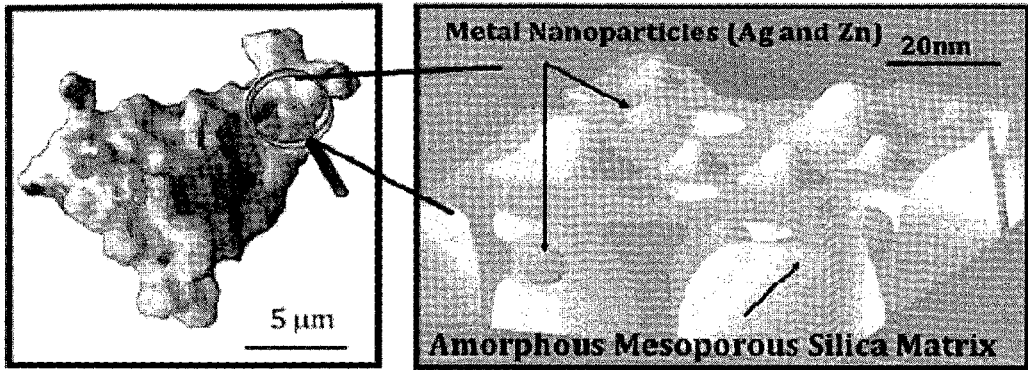 Metal Nanoparticles (Ag and Zn)
20nm
5 μm
Amorphous Mesoporous Silica Matrix